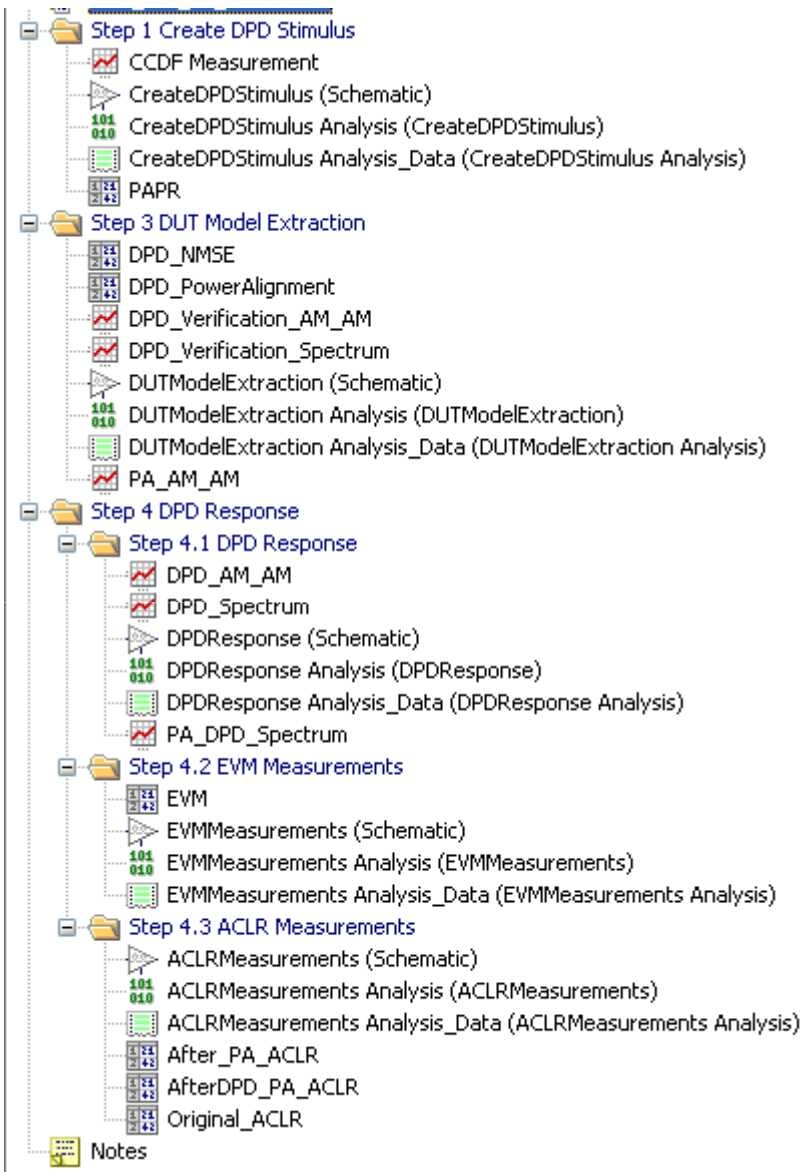 Step 1 Create DPD Stimulus
CCDF Measurement
CreateDPDStimulus (Schematic)
CreateDPDStimulus Analysis (CreateDPDStimulus)
CreateDPDStimulus Analysis_Data (CreateDPDStimulus Analysis)
PAPR
Step 3 DUT Model Extraction
DPD_NMSE
DPD_PowerAlignment
DPD_Verification_AM_AM
DPD_Verification_Spectrum
DUTModelExtraction (Schematic)
DUTModelExtraction Analysis (DUTModelExtraction)
DUTModelExtraction Analysis_Data (DUTModelExtraction Analysis)
PA_AM_AM
Step 4 DPD Response
Step 4.1 DPD Response
DPD_AM_AM
DPD_Spectrum
DPDResponse (Schematic)
DPDResponse Analysis (DPDResponse)
DPDResponse Analysis_Data (DPDResponse Analysis)
PA_DPD_Spectrum
Step 4.2 EVM Measurements
EVM
EVMMeasurements (Schematic)
EVMMeasurements Analysis (EVMMeasurements)
EVMMeasurements Analysis_Data (EVMMeasurements Analysis)
Step 4.3 ACLR Measurements
ACLRMeasurements (Schematic)
ACLRMeasurements Analysis (ACLRMeasurements)
ACLRMeasurements Analysis_Data (ACLRMeasurements Analysis)
After_PA_ACLR
AfterDPD_PA_ACLR
Original_ACLR
Notes